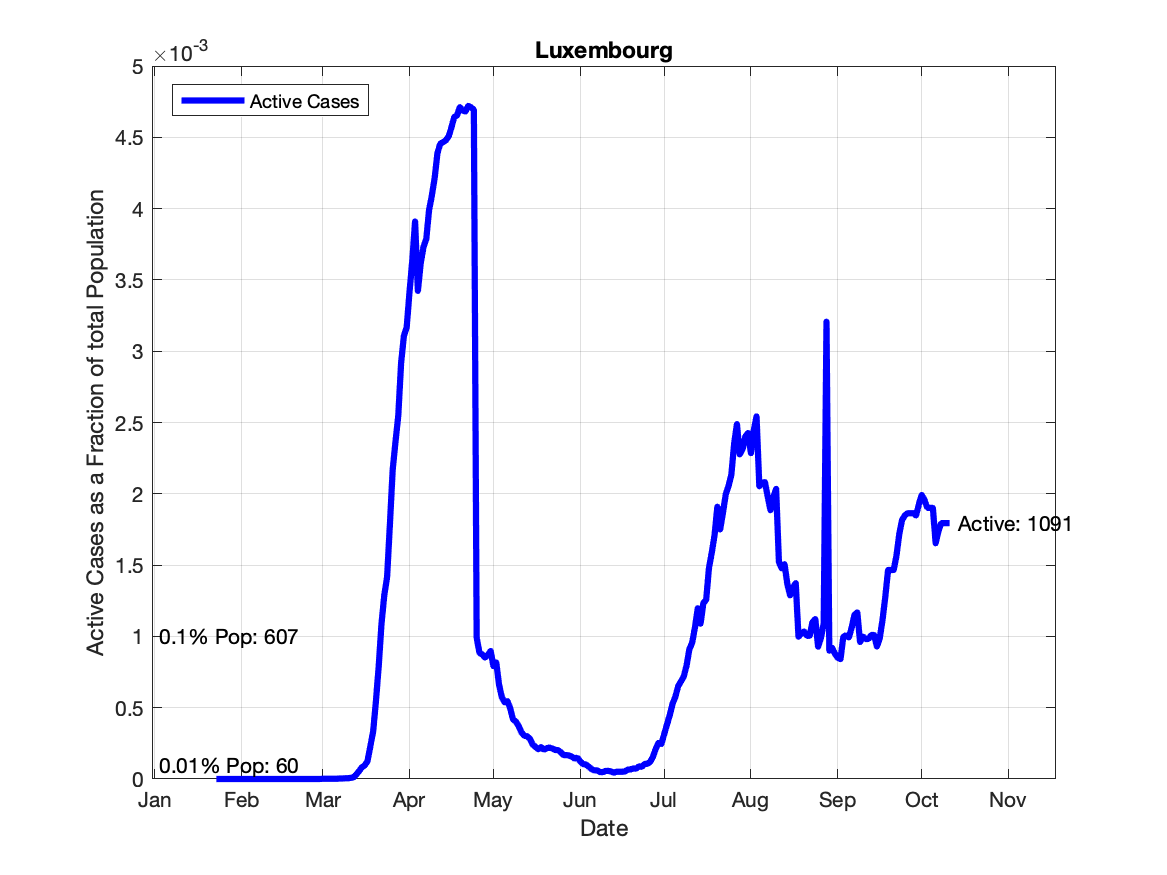 Luxembourg
×10⁻³
Active Cases
Active Cases as a Fraction of total Population
5
4.5
4
3.5
3
2.5
2
1.5
1
0.5
0
0.1% Pop: 607
0.01% Pop: 60
Active: 1091
Jan Feb Mar Apr May Jun Jul Aug Sep Oct Nov
Date